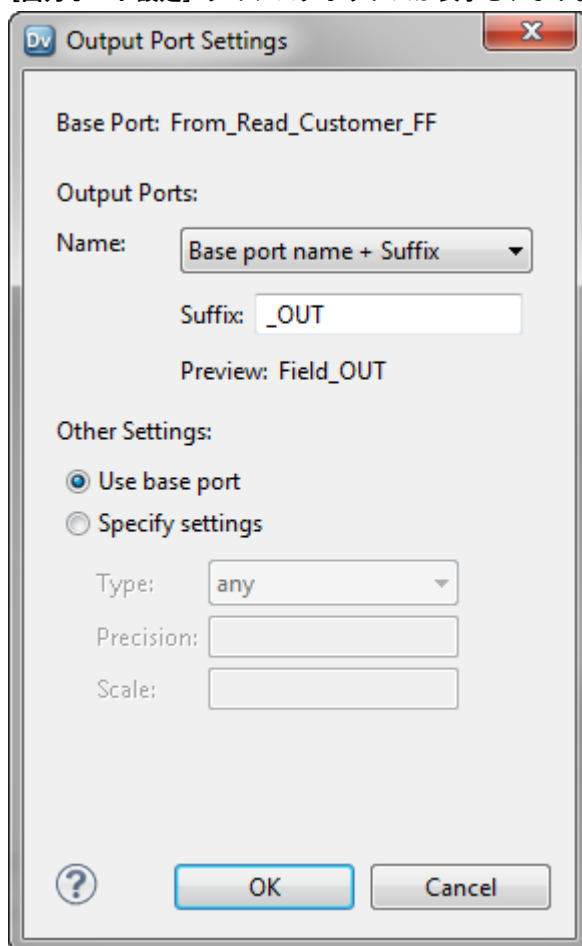 Dv Output Port Settings
Base Port: From_Read_Customer_FF
Output Ports:
Name: Base port name + Suffix
Suffix: _OUT
Preview: Field_OUT
Other Settings:
Use base port
Specify settings
Type: any
Precision:
Scale:
? OK Cancel